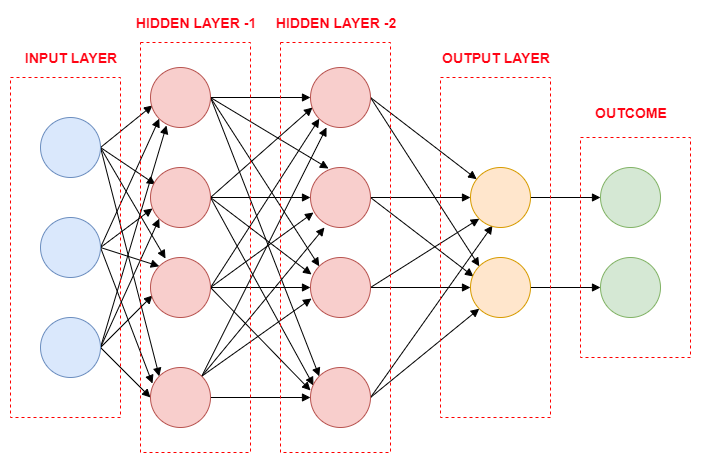 HIDDEN LAYER -1
HIDDEN LAYER -2
INPUT LAYER
OUTPUT LAYER
OUTCOME